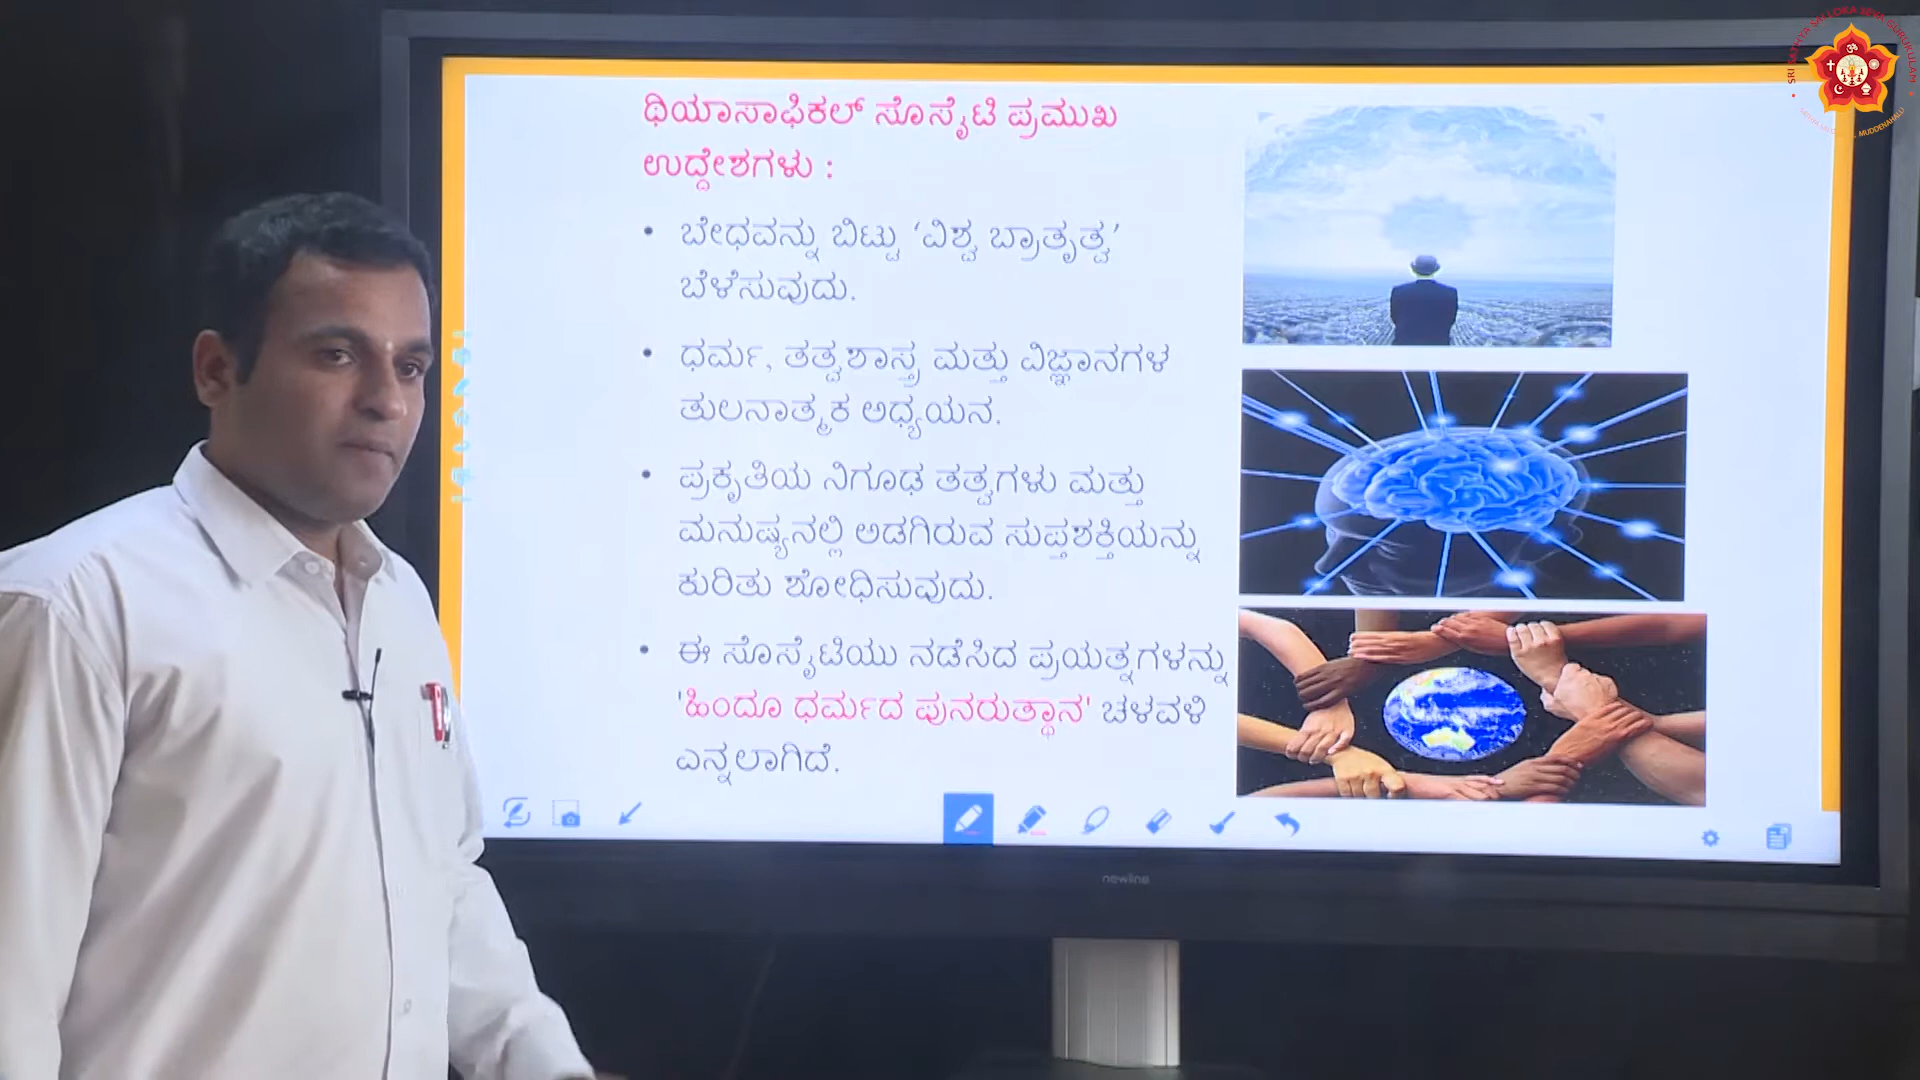 ಥಿಯಾಸಾಫಿಕಲ್ ಸೊಸೈಟಿ ಪ್ರಮುಖ
ಉದ್ದೇಶಗಳು :
• ಬೇಧವನ್ನು ಬಿಟ್ಟು ‘ವಿಶ್ವ ಬ್ರಾತೃತ್ವ’
ಬೆಳೆಸುವುದು.
• ಧರ್ಮ, ತತ್ವಶಾಸ್ತ್ರ ಮತ್ತು ವಿಜ್ಞಾನಗಳ
ತುಲನಾತ್ಮಕ ಅಧ್ಯಯನ.
• ಪ್ರಕೃತಿಯ ನಿಗೂಢ ತತ್ವಗಳು ಮತ್ತು
ಮನುಷ್ಯನಲ್ಲಿ ಅಡಗಿರುವ ಸುಪ್ತಶಕ್ತಿಯನ್ನು
ಕುರಿತು ಶೋಧಿಸುವುದು.
• ಈ ಸೊಸೈಟಿಯು ನಡೆಸಿದ ಪ್ರಯತ್ನಗಳನ್ನು
'ಹಿಂದೂ ಧರ್ಮದ ಪುನರುತ್ಥಾನ' ಚಳವಳಿ
ಎನ್ನಲಾಗಿದೆ.
newline
MUDDENAHALLI